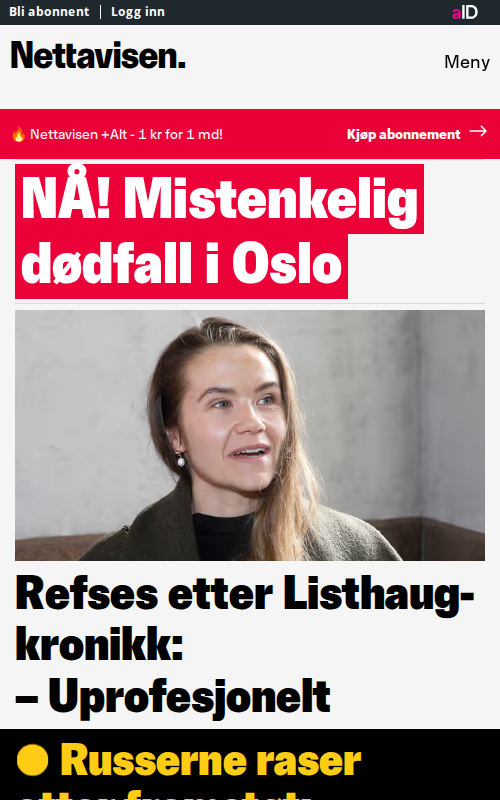 Bli abonnent | Logg inn
aID
Nettavisen.
Meny
🔥 Nettavisen +Alt - 1 kr for 1 md!
Kjøp abonnement →
NÅ! Mistenkelig
dødfall i Oslo
Refses etter Listhaug-
kronikk:
– Uprofesjonelt
Russerne raser